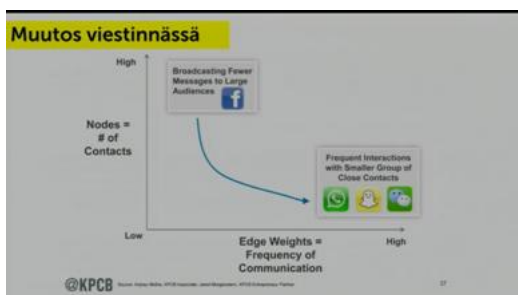 Muutos viestinnässä
High
Broadcasting Fewer
Messages to Large
Audiences
Nodes =
# of
Contacts
Frequent Interactions
with Smaller Group of
Close Contacts
Low
Edge Weights =
Frequency of
Communication
High
@KPCB